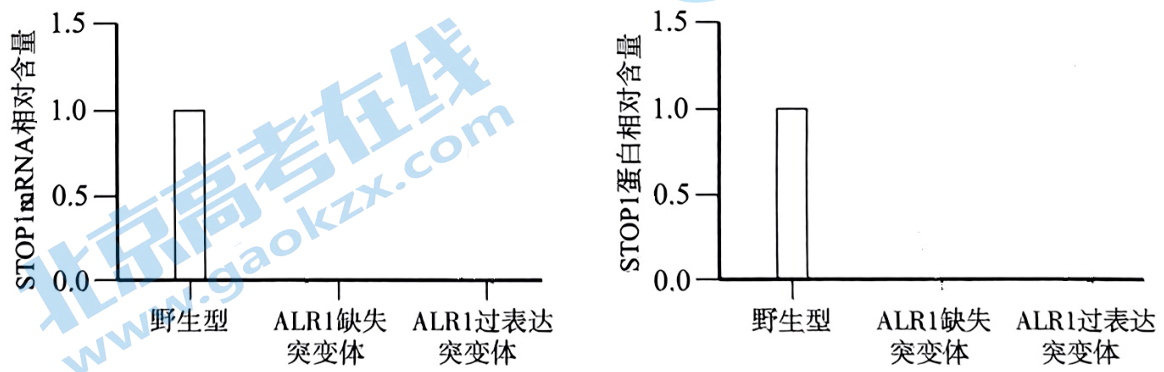 STOP1mRNA相对含量
1.5
1.0
0.5
0.0
野生型
ALR1缺失
突变体
ALR1过表达
突变体
STOP1蛋白相对含量
1.5
1.0
0.5
0.0
野生型
ALR1缺失
突变体
ALR1过表达
突变体
北京高考在线
www.gaokzx.com